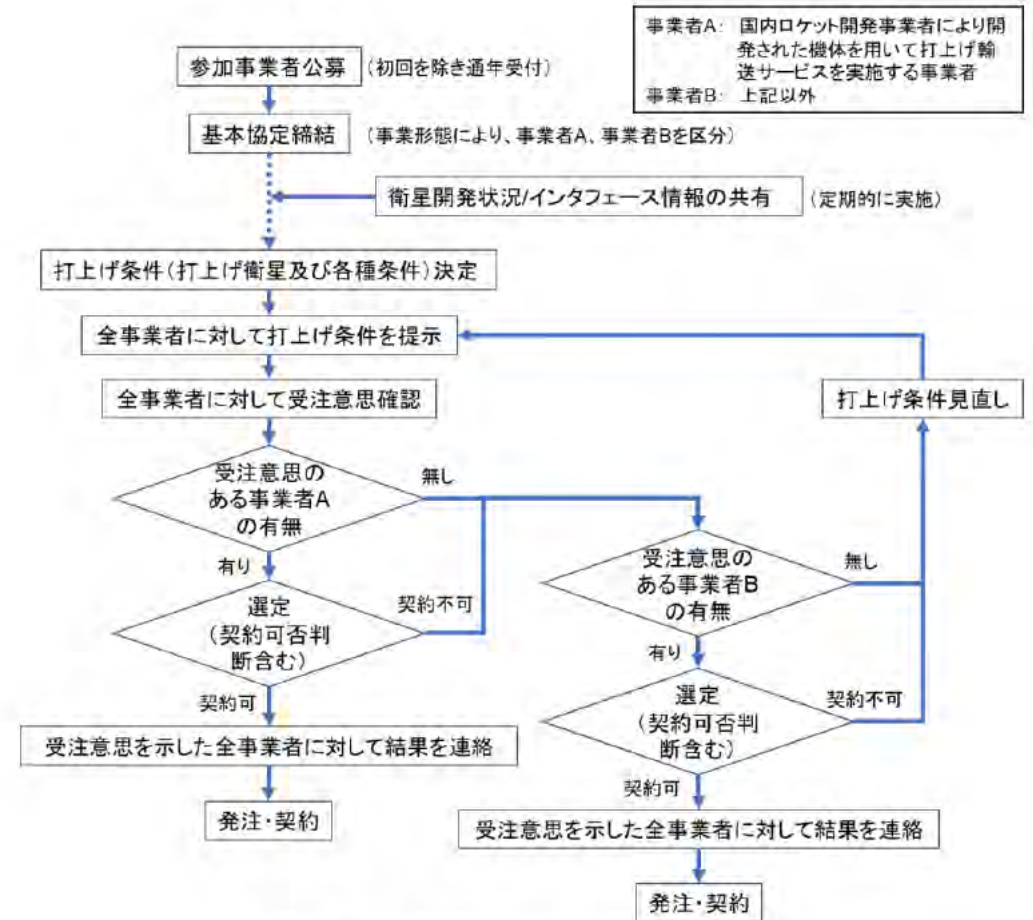 事業者A: 国内ロケット開発事業者により開
発された機体を用いて打上げ輸
送サービスを実施する事業者
事業者B: 上記以外
参加事業者公募 (初回を除き通年受付)
基本協定締結 (事業形態により、事業者A、事業者Bを区分)
衛星開発状況/インタフェース情報の共有 (定期的に実施)
打上げ条件(打上げ衛星及び各種条件)決定
全事業者に対して打上げ条件を提示
全事業者に対して受注意思確認
打上げ条件見直し
受注意思の
ある事業者A
の有無
無し
有り
選定
(契約可否判
断含む)
契約不可
契約可
受注意思を示した全事業者に対して結果を連絡
発注・契約
受注意思の
ある事業者B
の有無
無し
有り
選定
(契約可否判
断含む)
契約不可
契約可
受注意思を示した全事業者に対して結果を連絡
発注・契約